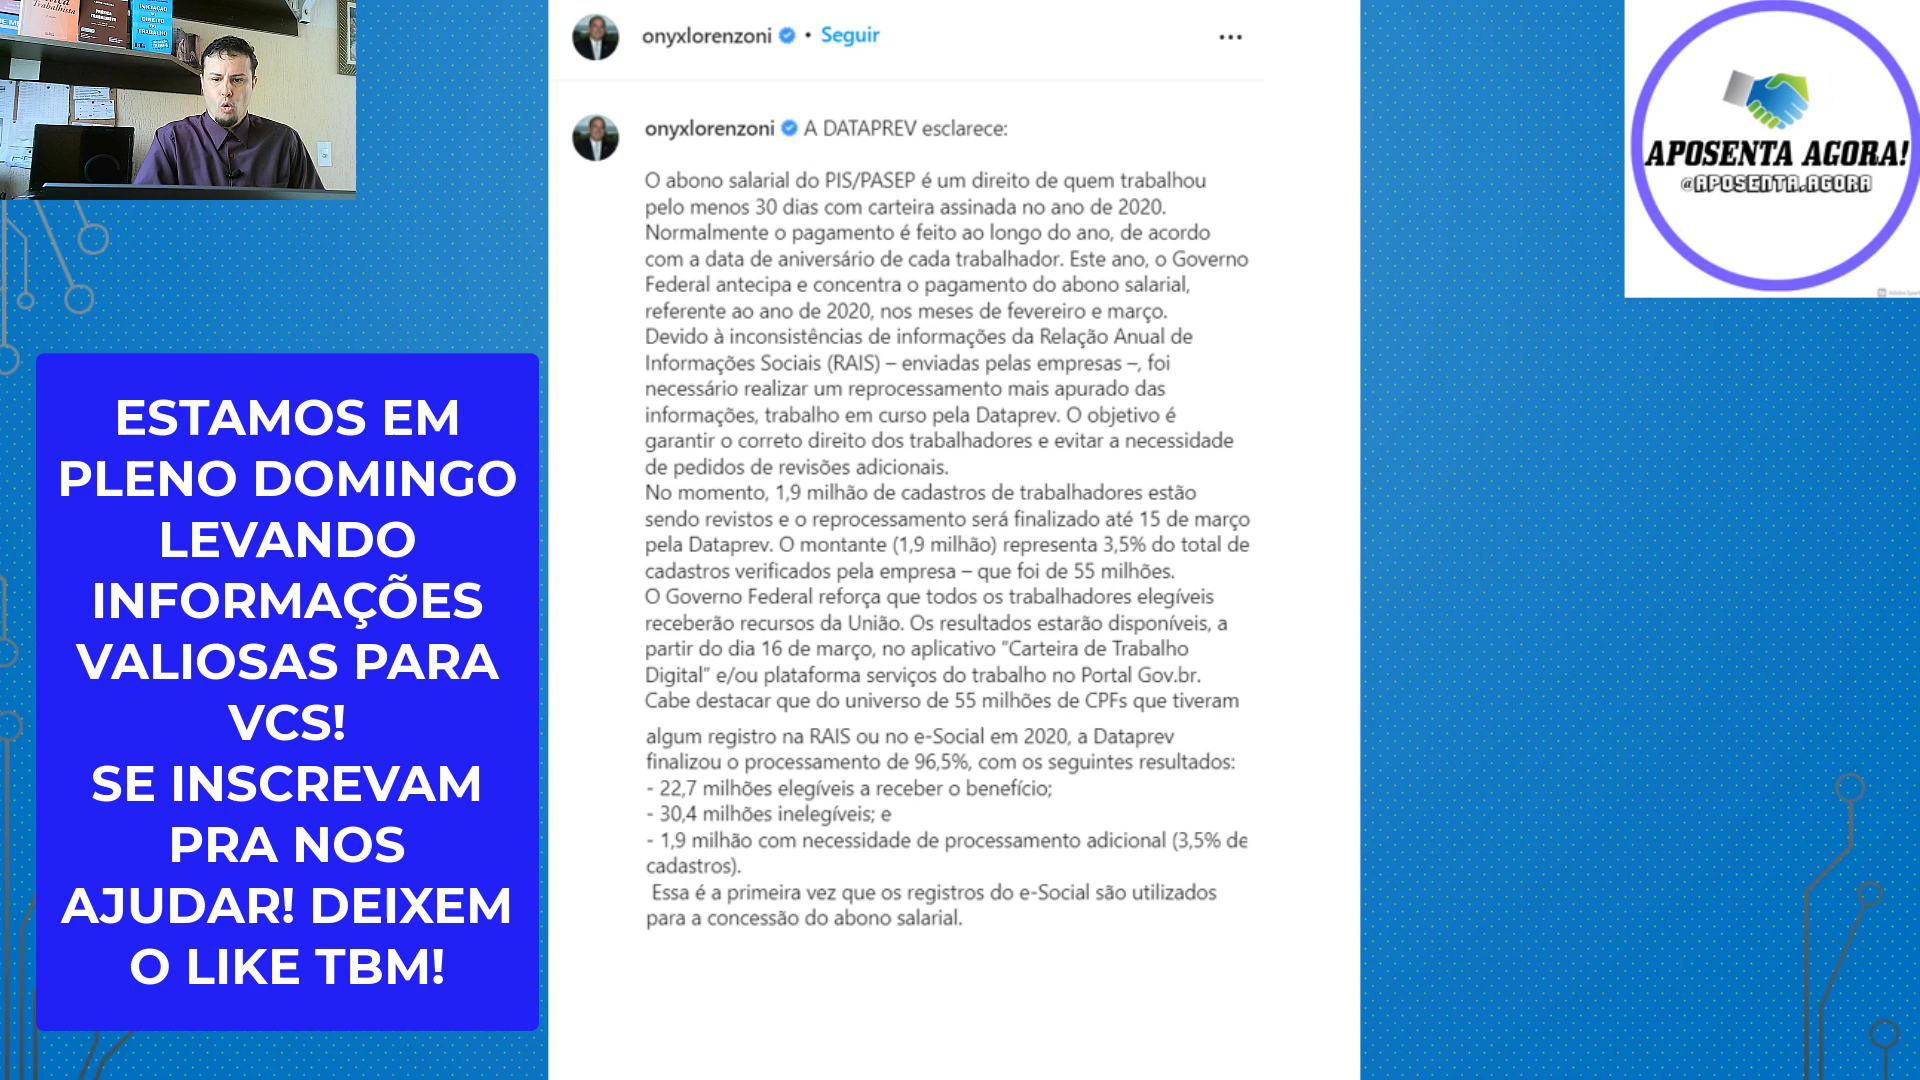 onyxlorenzoni • Seguir
onyxlorenzoni A DATAPREV esclarece:
O abono salarial do PIS/PASEP é um direito de quem trabalhou
pelo menos 30 dias com carteira assinada no ano de 2020.
Normalmente o pagamento é feito ao longo do ano, de acordo
com a data de aniversário de cada trabalhador. Este ano, o Governo
Federal antecipa e concentra o pagamento do abono salarial,
referente ao ano de 2020, nos meses de fevereiro e março.
Devido à inconsistências de informações da Relação Anual de
Informações Sociais (RAIS) – enviadas pelas empresas –, foi
necessário realizar um reprocessamento mais apurado das
informações, trabalho em curso pela Dataprev. O objetivo é
garantir o correto direito dos trabalhadores e evitar a necessidade
de pedidos de revisões adicionais.
No momento, 1,9 milhão de cadastros de trabalhadores estão
sendo revistos e o reprocessamento será finalizado até 15 de março
pela Dataprev. O montante (1,9 milhão) representa 3,5% do total de
cadastros verificados pela empresa – que foi de 55 milhões.
O Governo Federal reforça que todos os trabalhadores elegíveis
receberão recursos da União. Os resultados estarão disponíveis, a
partir do dia 16 de março, no aplicativo “Carteira de Trabalho
Digital” e/ou plataforma serviços do trabalho no Portal Gov.br.
Cabe destacar que do universo de 55 milhões de CPFs que tiveram
algum registro na RAIS ou no e-Social em 2020, a Dataprev
finalizou o processamento de 96,5%, com os seguintes resultados:
- 22,7 milhões elegíveis a receber o benefício;
- 30,4 milhões inelegíveis; e
- 1,9 milhão com necessidade de processamento adicional (3,5% de
cadastros).
Essa é a primeira vez que os registros do e-Social são utilizados
para a concessão do abono salarial.
ESTAMOS EM
PLENO DOMINGO
LEVANDO
INFORMAÇÕES
VALIOSAS PARA
VCS!
SE INSCREVAM
PRA NOS
AJUDAR! DEIXEM
O LIKE TBM!
APOSENTA AGORA!
@APOSENTA.AGORA
Trabalhista
INICIAÇÃO
DIREITO
TRABALHO